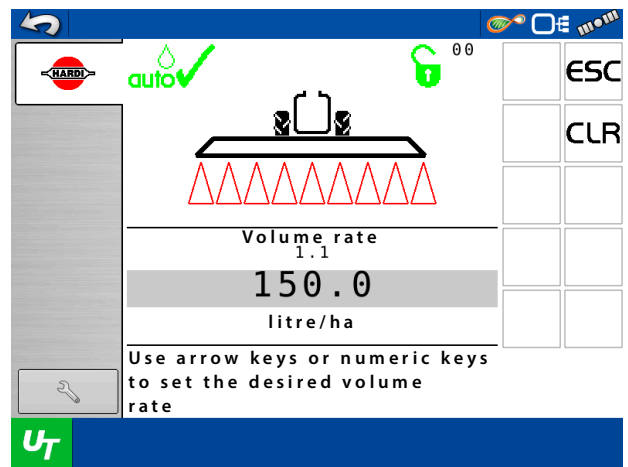 HARDI
auto
00
ESC
CLR
Volume rate
1.1
150.0
litre/ha
Use arrow keys or numeric keys
to set the desired volume
rate
UT